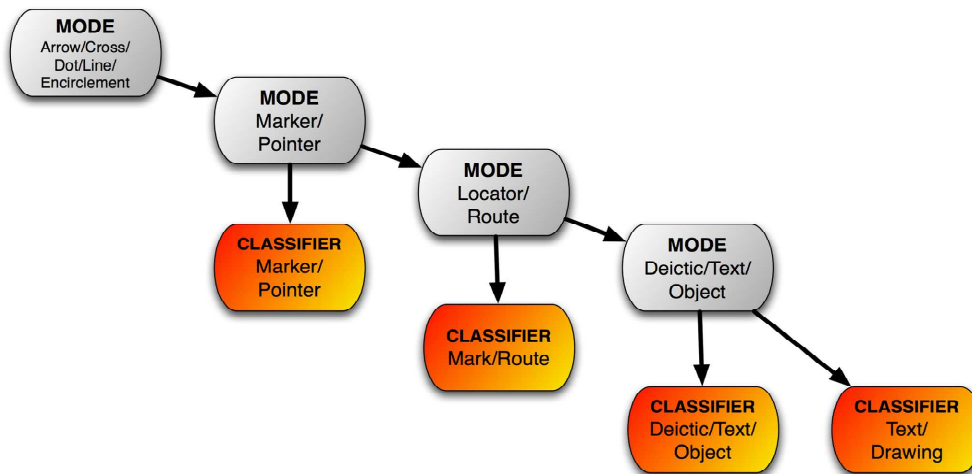 MODE
Arrow/Cross/
Dot/Line/
Encirclement
MODE
Marker/
Pointer
MODE
Locator/
Route
CLASSIFIER
Marker/
Pointer
MODE
Deictic/Text/
Object
CLASSIFIER
Mark/Route
CLASSIFIER
Deictic/Text/
Object
CLASSIFIER
Text/
Drawing